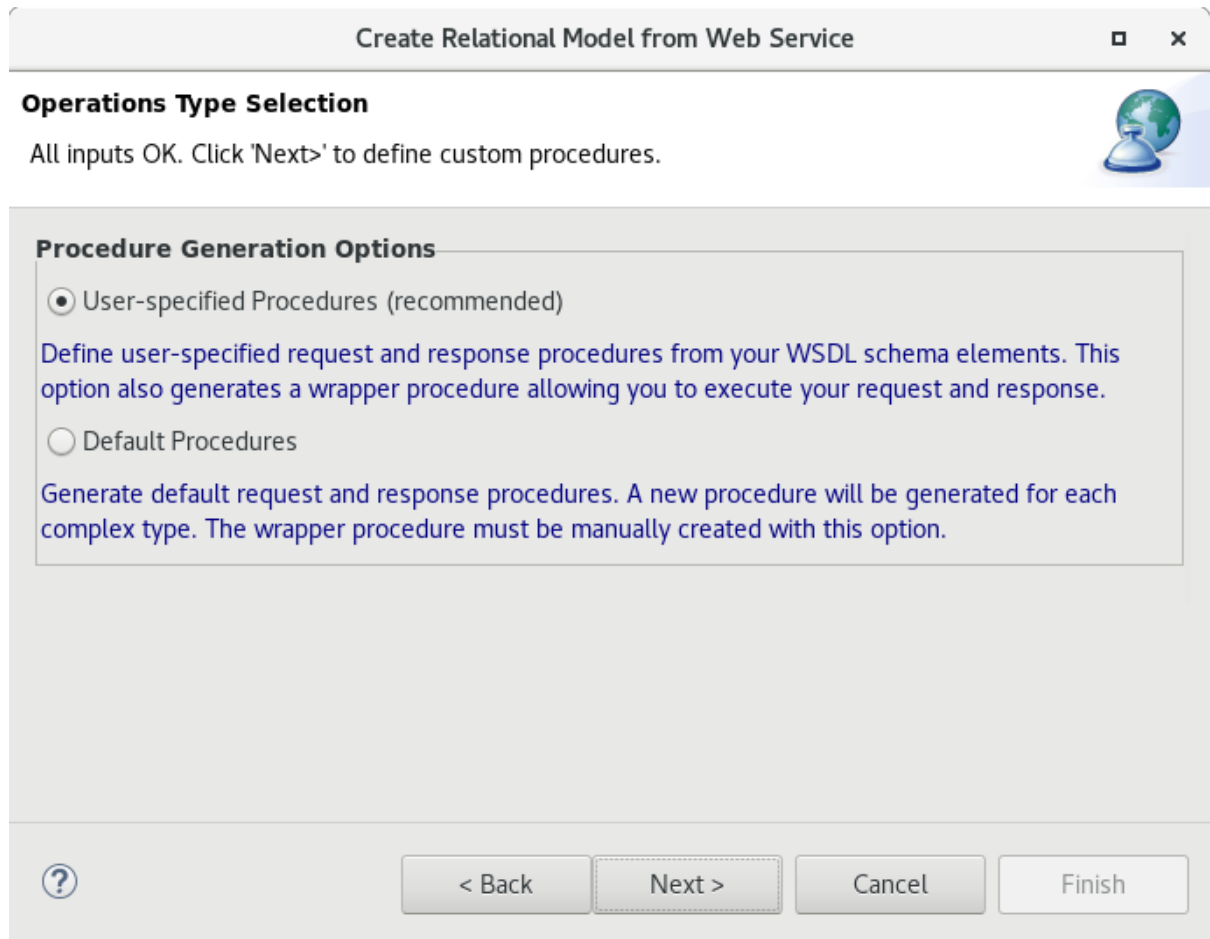 Create Relational Model from Web Service
Operations Type Selection
All inputs OK. Click 'Next>' to define custom procedures.
Procedure Generation Options
User-specified Procedures (recommended)
Define user-specified request and response procedures from your WSDL schema elements. This
option also generates a wrapper procedure allowing you to execute your request and response.
Default Procedures
Generate default request and response procedures. A new procedure will be generated for each
complex type. The wrapper procedure must be manually created with this option.
?
< Back
Next >
Cancel
Finish